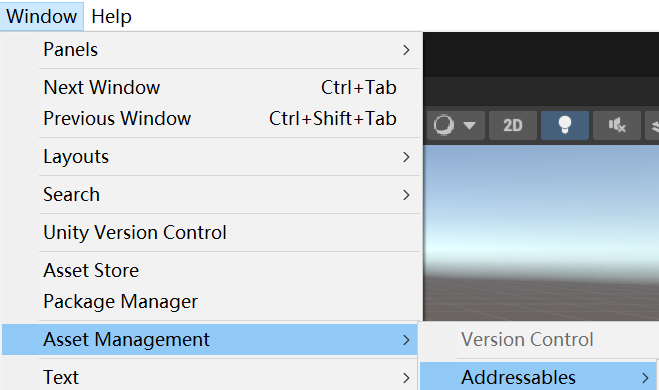 Window Help
Panels
Next Window Ctrl+Tab
Previous Window Ctrl+Shift+Tab
Layouts
2D
Search
Unity Version Control
Asset Store
Package Manager
Asset Management
Version Control
Text
Addressables